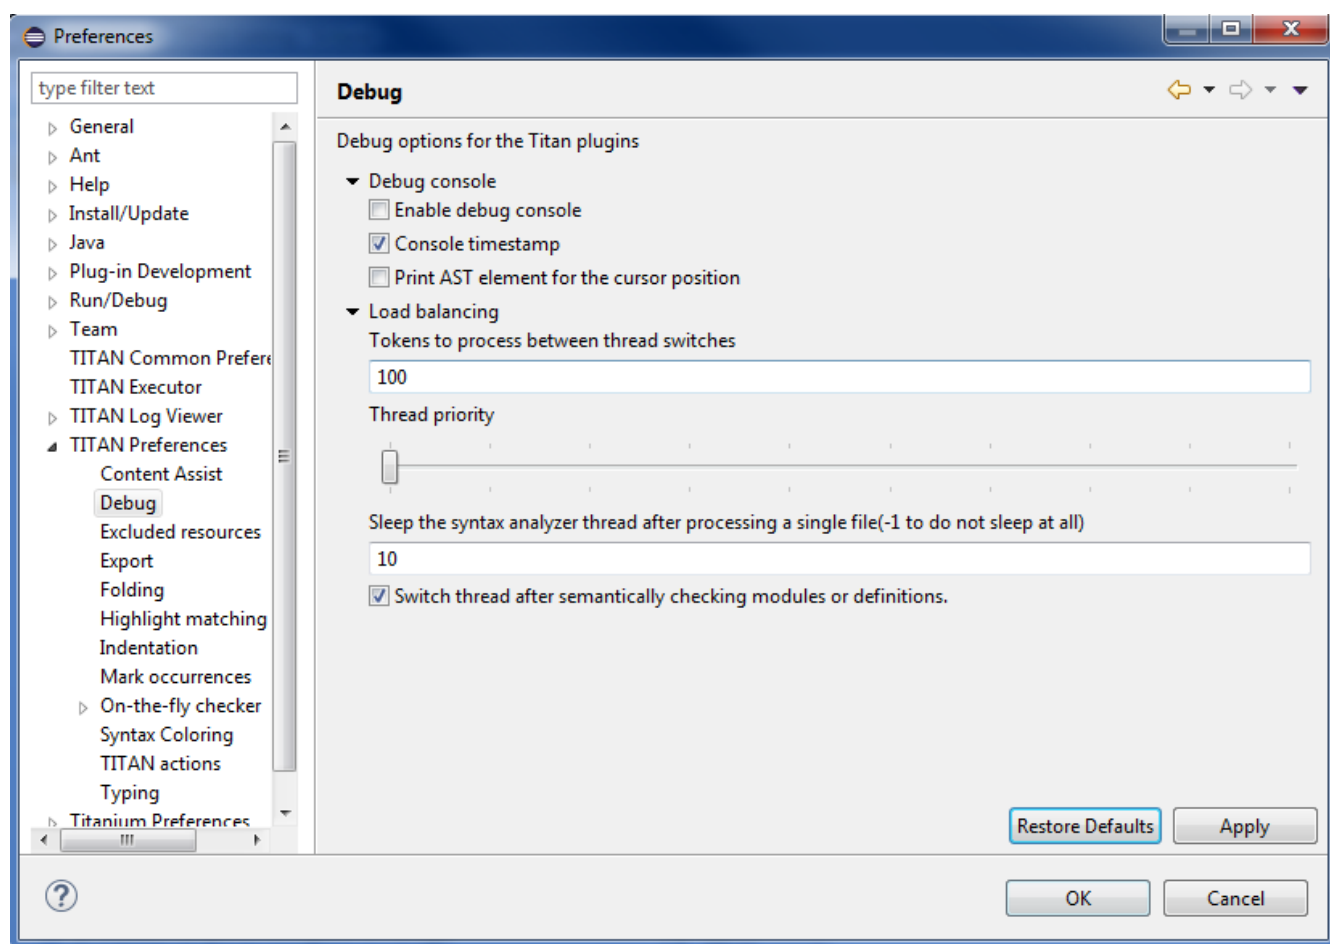 Preferences
type filter text
General
Ant
Help
Install/Update
Java
Plug-in Development
Run/Debug
Team
TITAN Common Prefere
TITAN Executor
TITAN Log Viewer
TITAN Preferences
Content Assist
Debug
Excluded resources
Export
Folding
Highlight matching
Indentation
Mark occurrences
On-the-fly checker
Syntax Coloring
TITAN actions
Typing
Titanium Preferences
Debug
Debug options for the Titan plugins
Debug console
Enable debug console
Console timestamp
Print AST element for the cursor position
Load balancing
Tokens to process between thread switches
100
Thread priority
Sleep the syntax analyzer thread after processing a single file(-1 to do not sleep at all)
10
Switch thread after semantically checking modules or definitions.
Restore Defaults
Apply
OK
Cancel